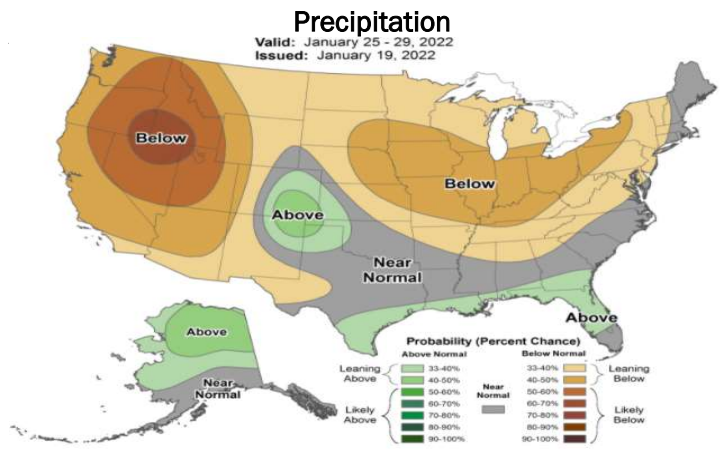 Precipitation
Valid: January 25 - 29, 2022
Issued: January 19, 2022
Below
Below
Above
Near
Normal
Above
Above
Near
Normal
Probability (Percent Chance)
Above Normal
Below Normal
Leaning
Above
33-40%
40-50%
Likely
Above
50-60%
60-70%
70-80%
80-90%
90-100%
Near
Normal
33-40%
40-50%
Leaning
Below
50-60%
60-70%
70-80%
80-90%
90-100%
Likely
Below